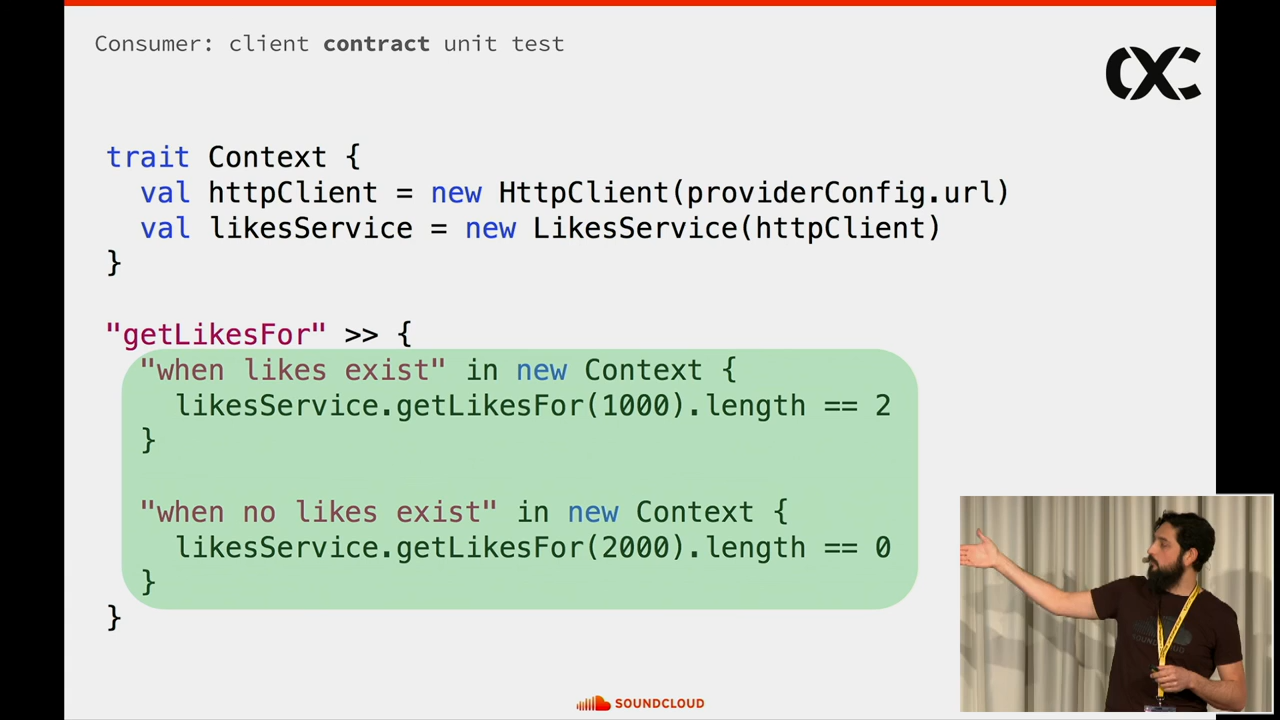 Consumer: client contract unit test
trait Context {
val httpClient = new HttpClient(providerConfig.url)
val likesService = new LikesService(httpClient)
}
"getLikesFor" >> {
"when likes exist" in new Context {
likesService.getLikesFor(1000).length == 2
}
"when no likes exist" in new Context {
likesService.getLikesFor(2000).length == 0
}
}
SOUNDCLOUD